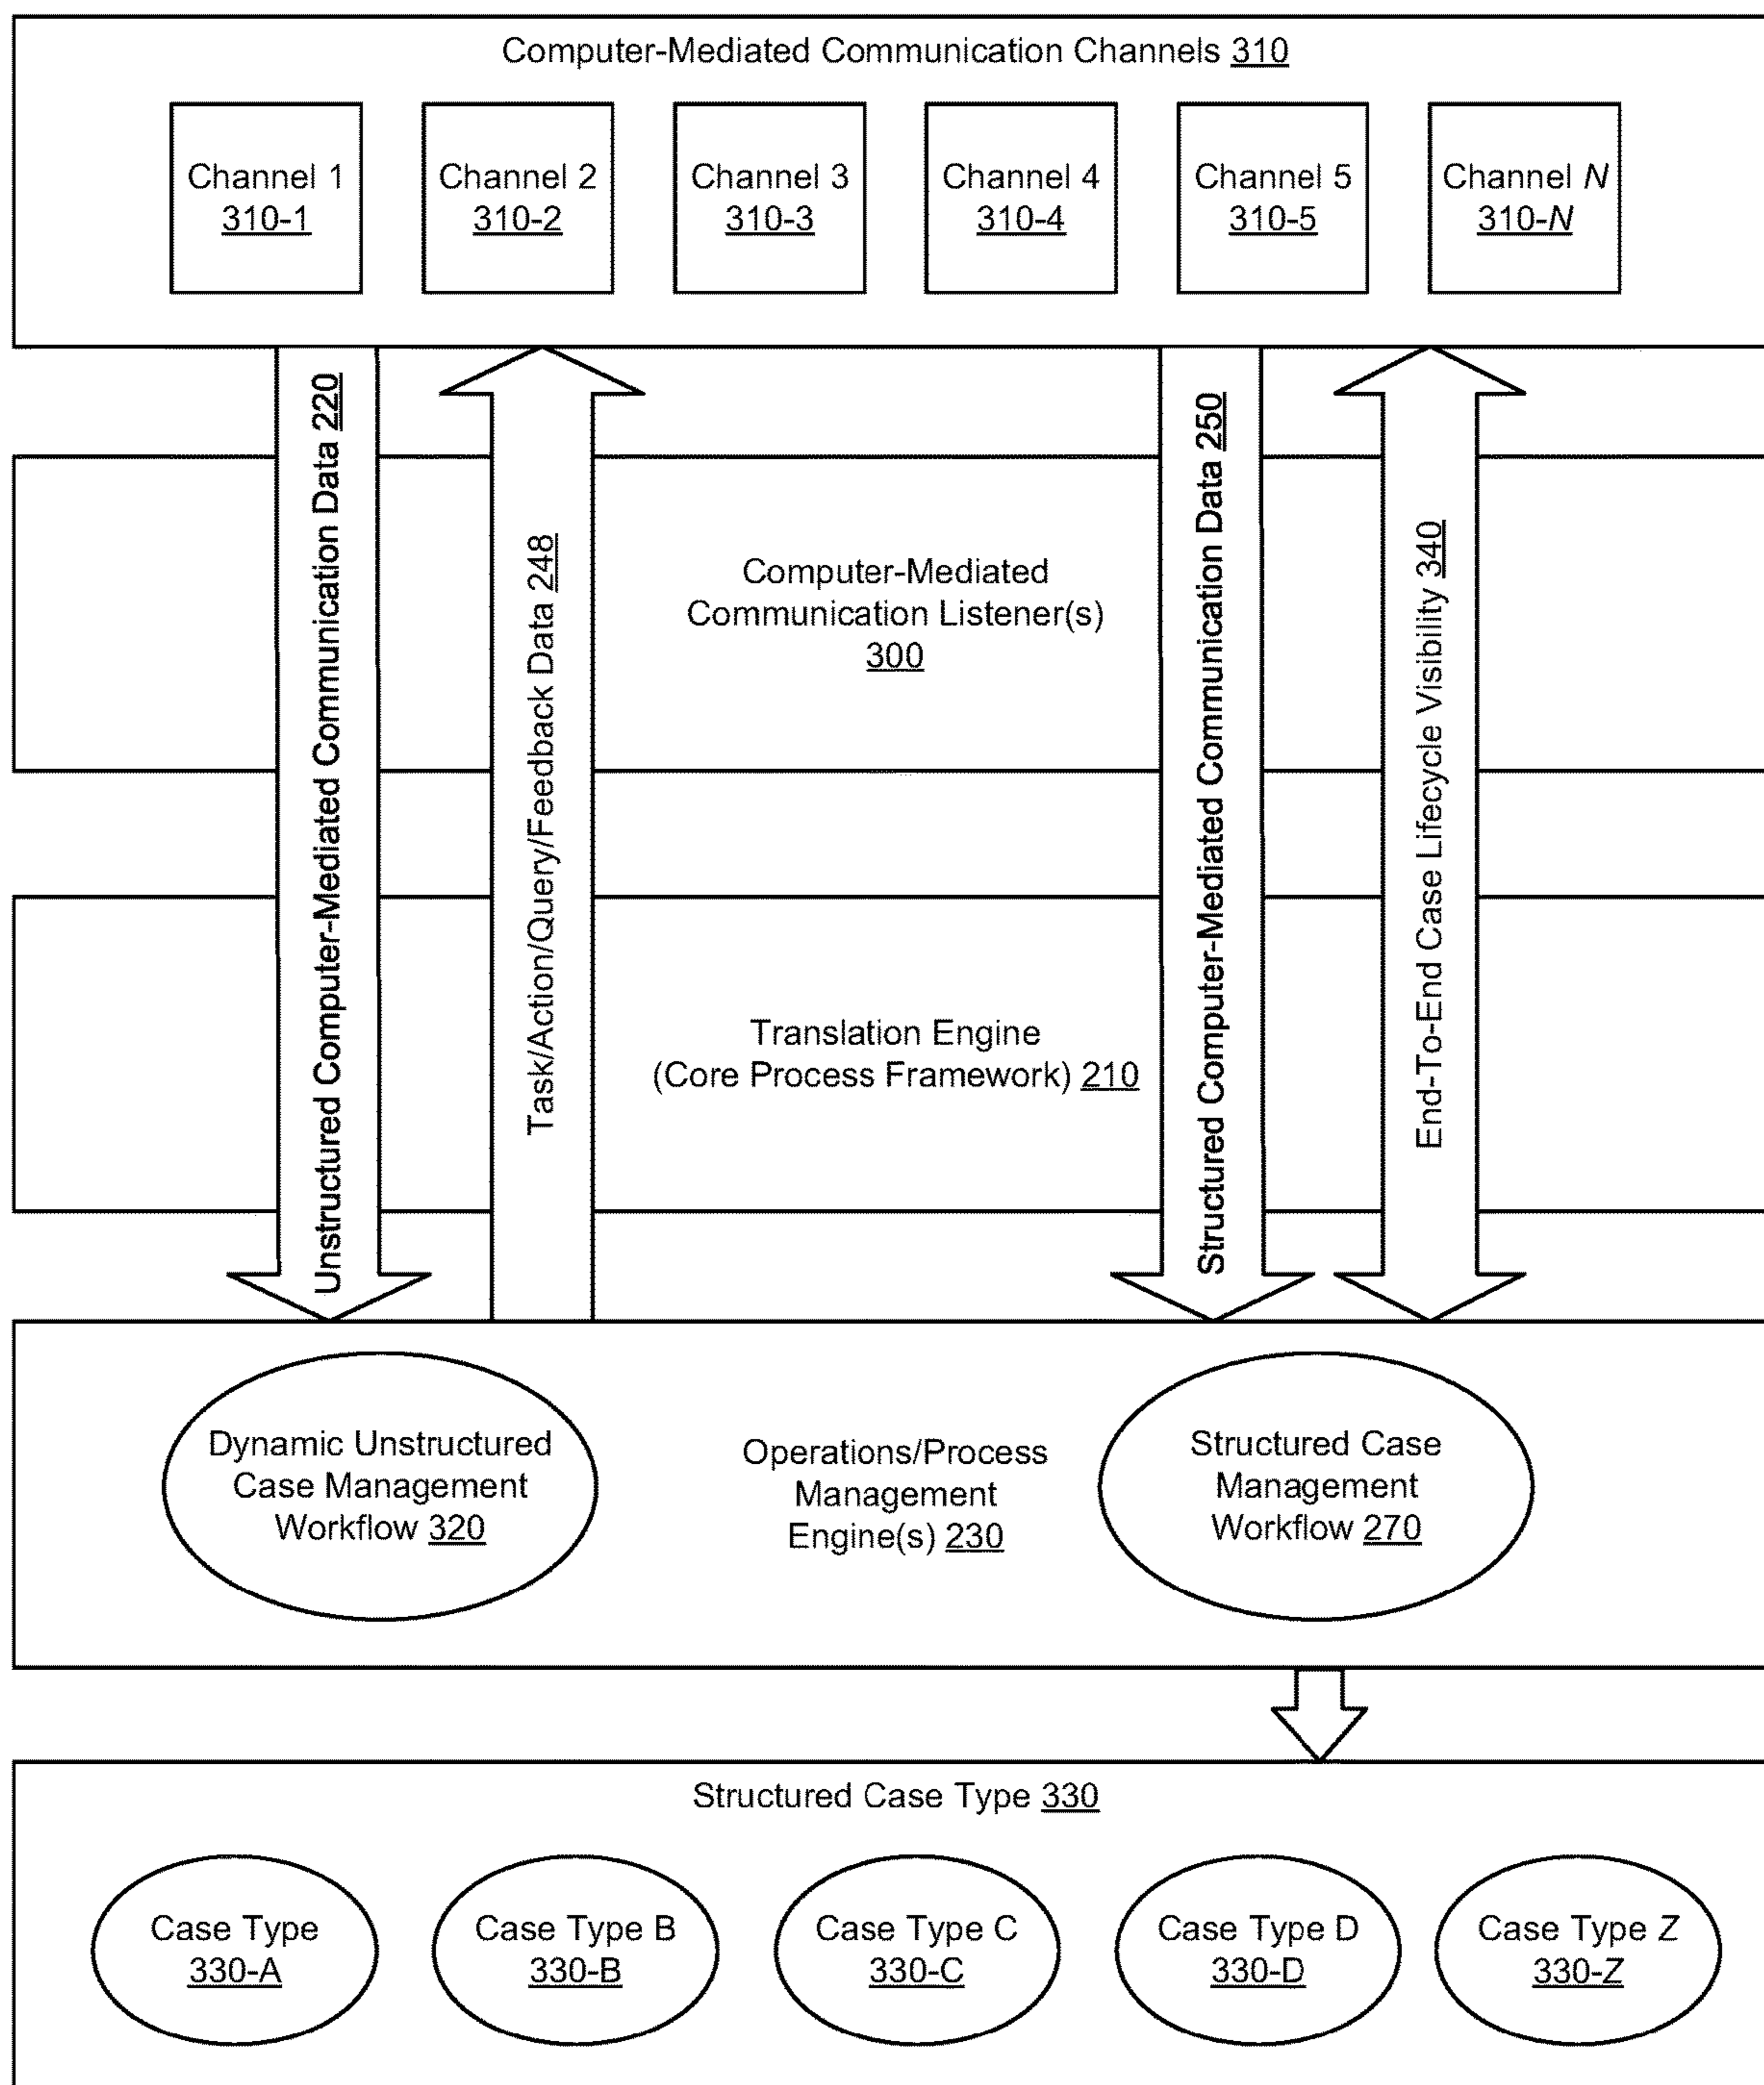 Computer-Mediated Communication Channels 310
Channel 1
310-1
Channel 2
310-2
Channel 3
310-3
Channel 4
310-4
Channel 5
310-5
Channel N
310-N
Unstructured Computer-Mediated Communication Data 220
Task/Action/Query/Feedback Data 248
Computer-Mediated
Communication Listener(s)
300
Translation Engine
(Core Process Framework) 210
Structured Computer-Mediated Communication Data 250
End-To-End Case Lifecycle Visibility 340
Dynamic Unstructured
Case Management
Workflow 320
Operations/Process
Management
Engine(s) 230
Structured Case
Management
Workflow 270
Structured Case Type 330
Case Type
330-A
Case Type B
330-B
Case Type C
330-C
Case Type D
330-D
Case Type Z
330-Z